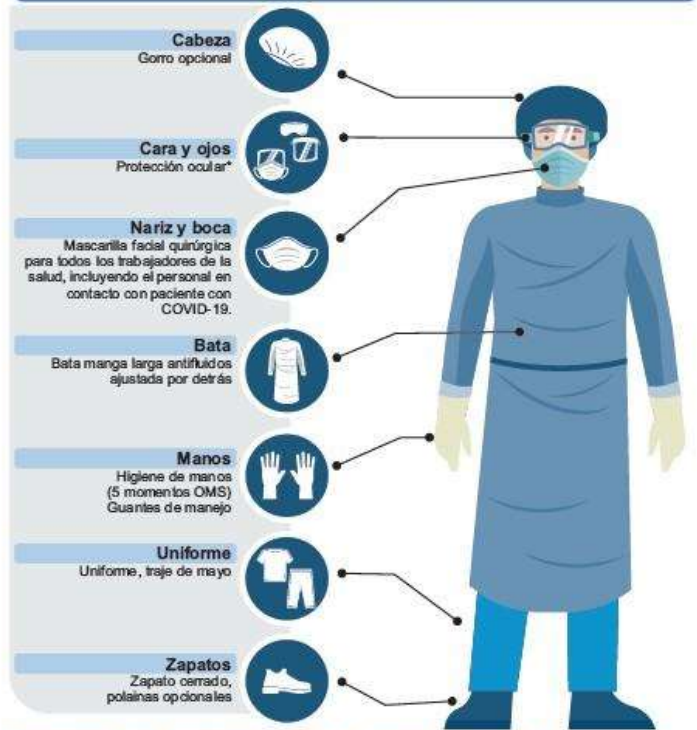 Cabeza
Gorro opcional
Cara y ojos
Protección ocular*
Nariz y boca
Mascarilla facial quirúrgica
para todos los trabajadores de la
salud, incluyendo el personal en
contacto con paciente con
COVID-19.
Bata
Bata manga larga antifluidos
ajustada por detrás
Manos
Higiene de manos
(5 momentos OMS)
Guantes de manejo
Uniforme
Uniforme, traje de mayo
Zapatos
Zapato cerrado,
polainas opcionales